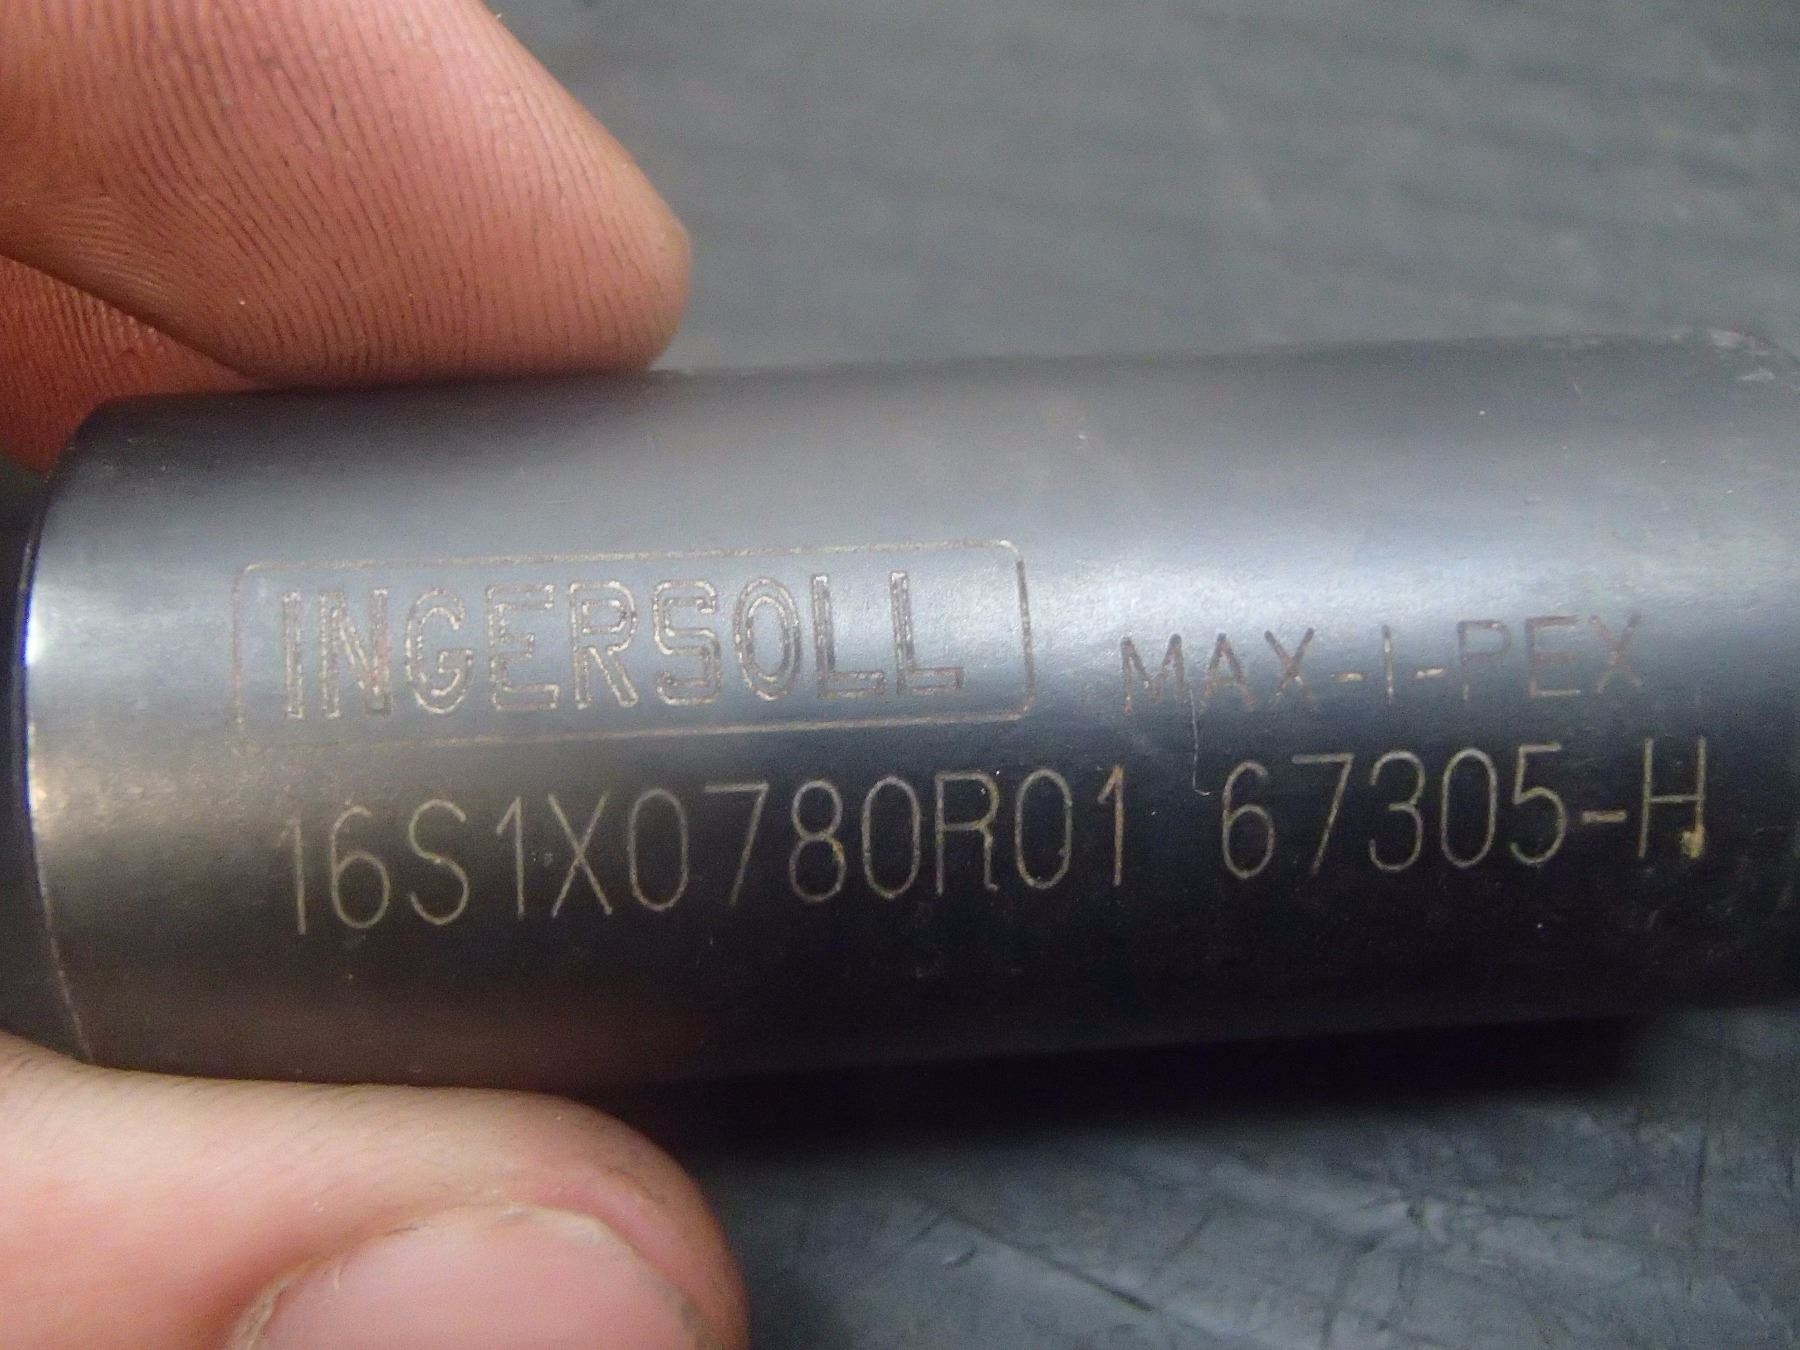 INGERSOLL MAX-I-PEX
16S1X0780R01 67305-H